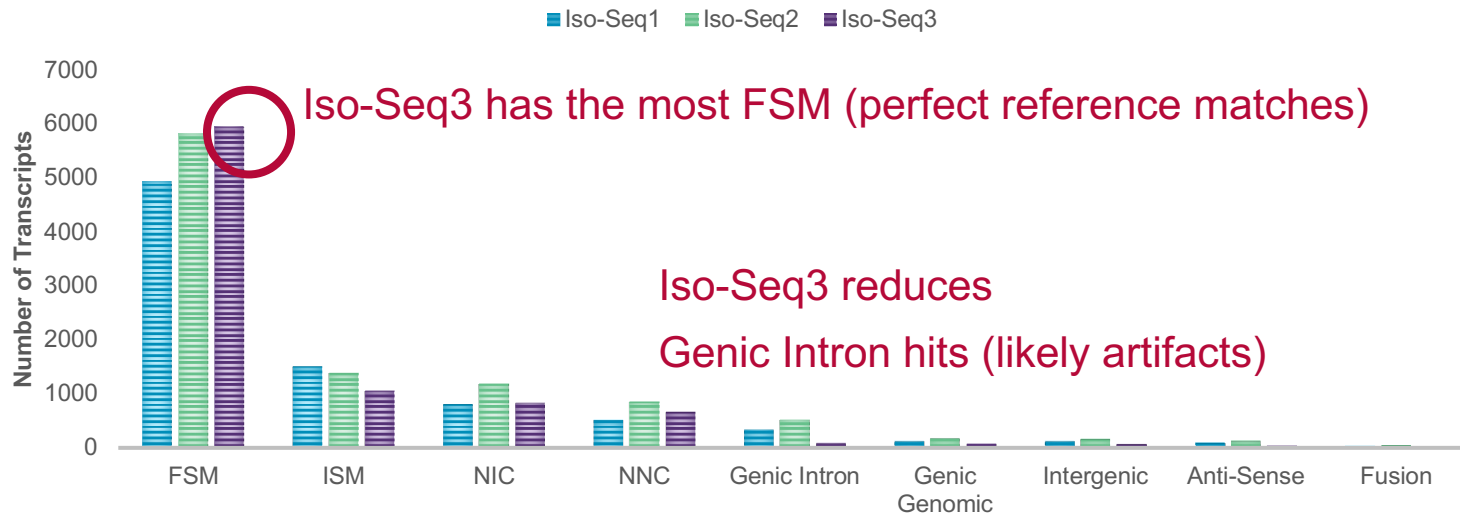 Iso-Seq1 Iso-Seq2 Iso-Seq3
Iso-Seq3 has the most FSM (perfect reference matches)
Iso-Seq3 reduces
Genic Intron hits (likely artifacts)
Number of Transcripts
7000
6000
5000
4000
3000
2000
1000
0
FSM ISM NIC NNC Genic Intron Genic Genomic Intergenic Anti-Sense Fusion